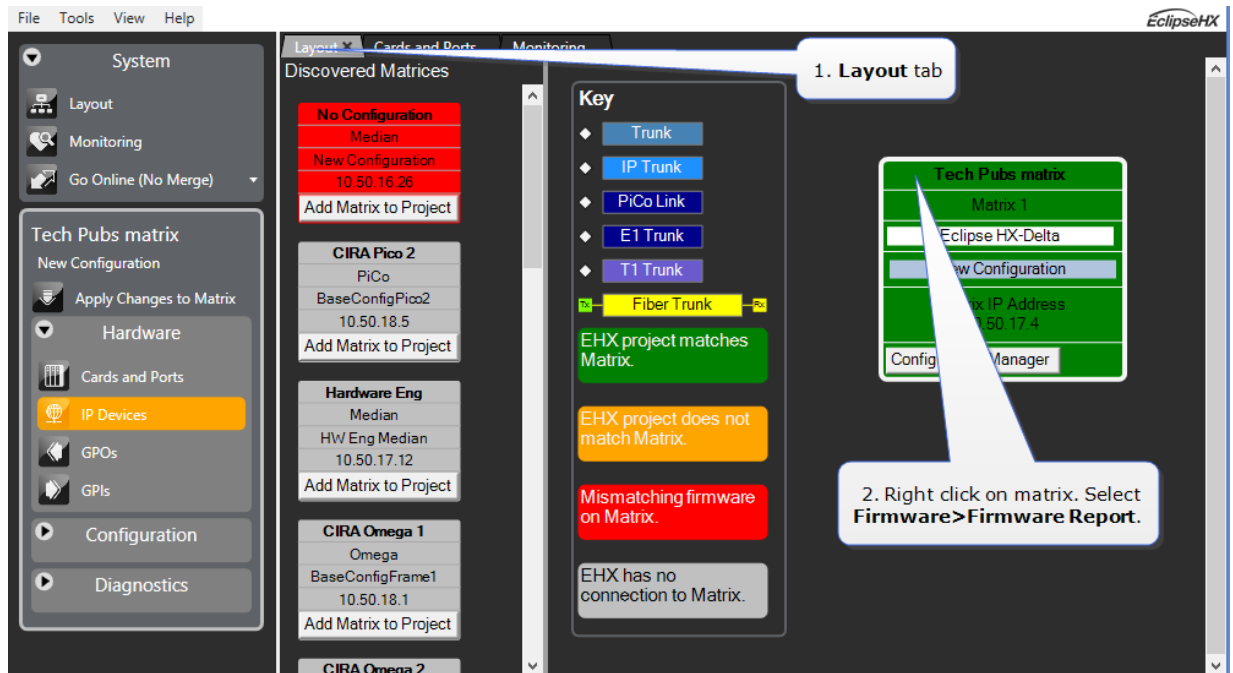 File Tools View Help
EclipseHX
System
Layout
Monitoring
Go Online (No Merge)
Tech Pubs matrix
New Configuration
Apply Changes to Matrix
Hardware
Cards and Ports
IP Devices
GPOs
GPIs
Configuration
Diagnostics
Layout Cards and Ports Monitoring
Discovered Matrices
No Configuration
Median
New Configuration
10.50.16.26
Add Matrix to Project
CIRA Pico 2
PiCo
BaseConfigPico2
10.50.18.5
Add Matrix to Project
Hardware Eng
Median
HW Eng Median
10.50.17.12
Add Matrix to Project
CIRA Omega 1
Omega
BaseConfigFrame1
10.50.18.1
Add Matrix to Project
CIRA Omega 2
Key
Trunk
IP Trunk
PiCo Link
E1 Trunk
T1 Trunk
Tx Fiber Trunk Rx
EHX project matches
Matrix.
EHX project does not
match Matrix.
Mismatching firmware
on Matrix.
EHX has no
connection to Matrix.
1. Layout tab
Tech Pubs matrix
Matrix 1
Eclipse HX-Delta
Configuration
IP Address
.50.17.4
Config Manager
2. Right click on matrix. Select
Firmware>Firmware Report.